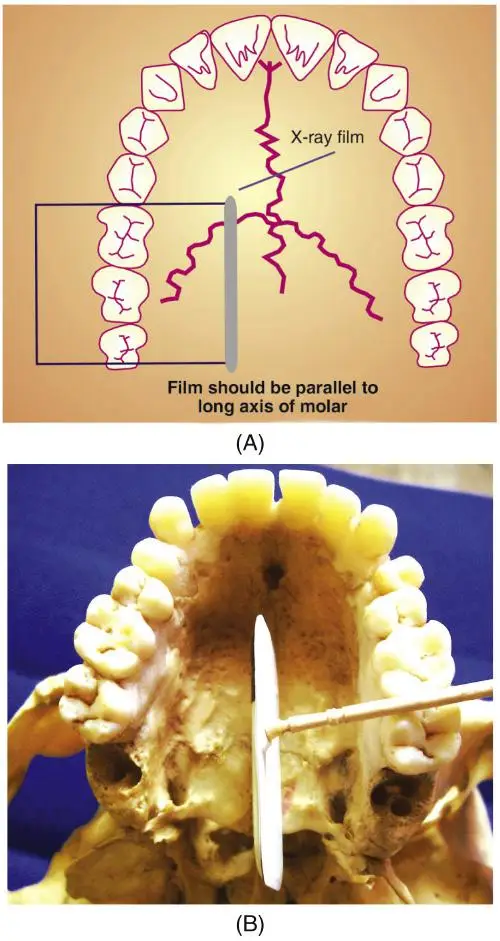 X-ray film
Film should be parallel to
long axis of molar
(A)
(B)